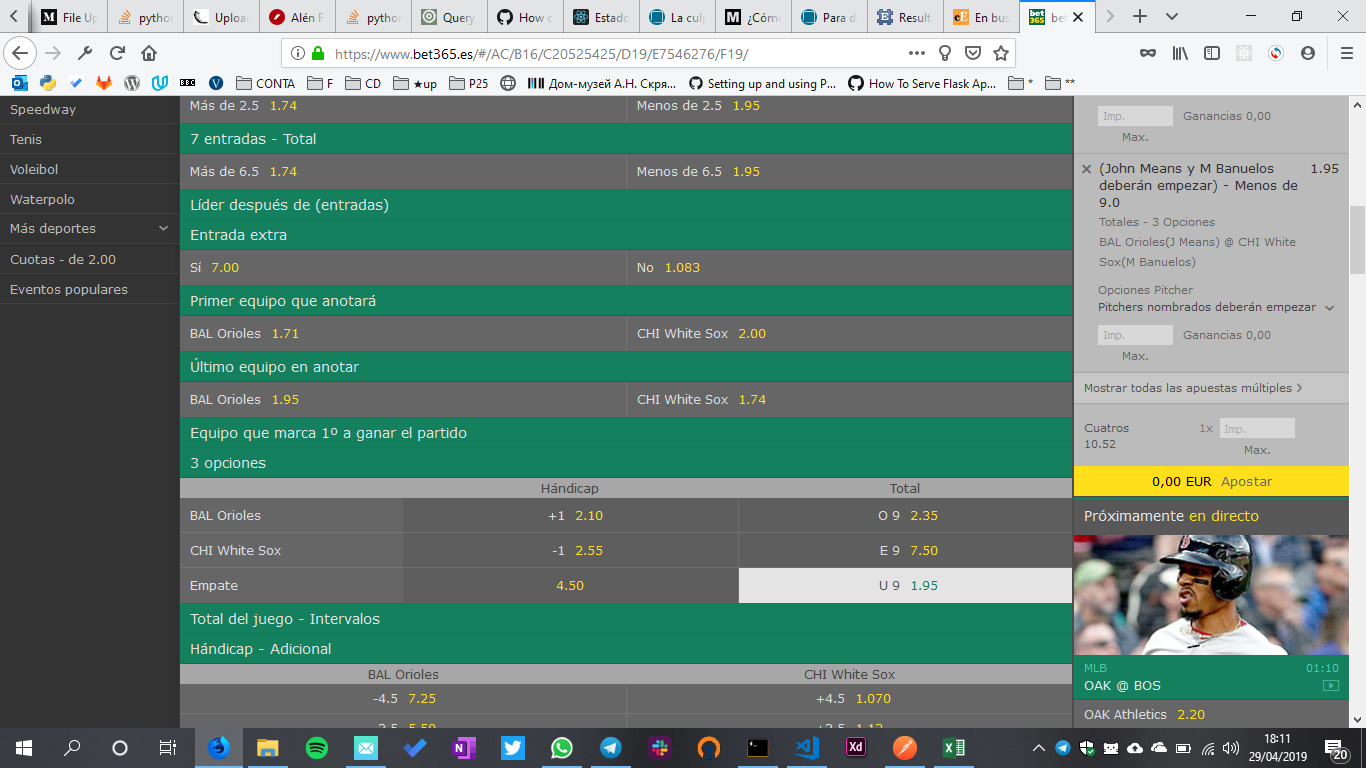 File Up
python
Uploa
Alén F
python
Query
How c
Estado
La culp
¿Cómo
Para d
Result
En bus
be
https://www.bet365.es/#/AC/B16/C20525425/D19/E7546276/F19/
CONTA
F
CD
★up
P25
Дом-музей А.Н. Скря...
Setting up and using P...
How To Serve Flask Ap...
*
**
Speedway
Tenis
Voleibol
Waterpolo
Más deportes
Cuotas - de 2.00
Eventos populares
Más de 2.5 1.74
Menos de 2.5 1.95
7 entradas - Total
Más de 6.5 1.74
Menos de 6.5 1.95
Líder después de (entradas)
Entrada extra
Sí 7.00
No 1.083
Primer equipo que anotará
BAL Orioles 1.71
CHI White Sox 2.00
Último equipo en anotar
BAL Orioles 1.95
CHI White Sox 1.74
Equipo que marca 1º a ganar el partido
3 opciones
Hándicap
Total
BAL Orioles
+1 2.10
O 9 2.35
CHI White Sox
-1 2.55
E 9 7.50
Empate
4.50
U 9 1.95
Total del juego - Intervalos
Hándicap - Adicional
BAL Orioles
CHI White Sox
-4.5 7.25
+4.5 1.070
Imp.
Ganancias 0,00
Max.
(John Means y M Banuelos 1.95
deberán empezar) - Menos de
9.0
Totales - 3 Opciones
BAL Orioles(J Means) @ CHI White
Sox(M Banuelos)
Opciones Pitcher
Pitchers nombrados deberán empezar
Imp.
Ganancias 0,00
Max.
Mostrar todas las apuestas múltiples
Cuatros
10.52
1x
Imp.
Max.
0,00 EUR Apostar
Próximamente en directo
MLB 01:10
OAK @ BOS
OAK Athletics 2.20
18:11
29/04/2019
20